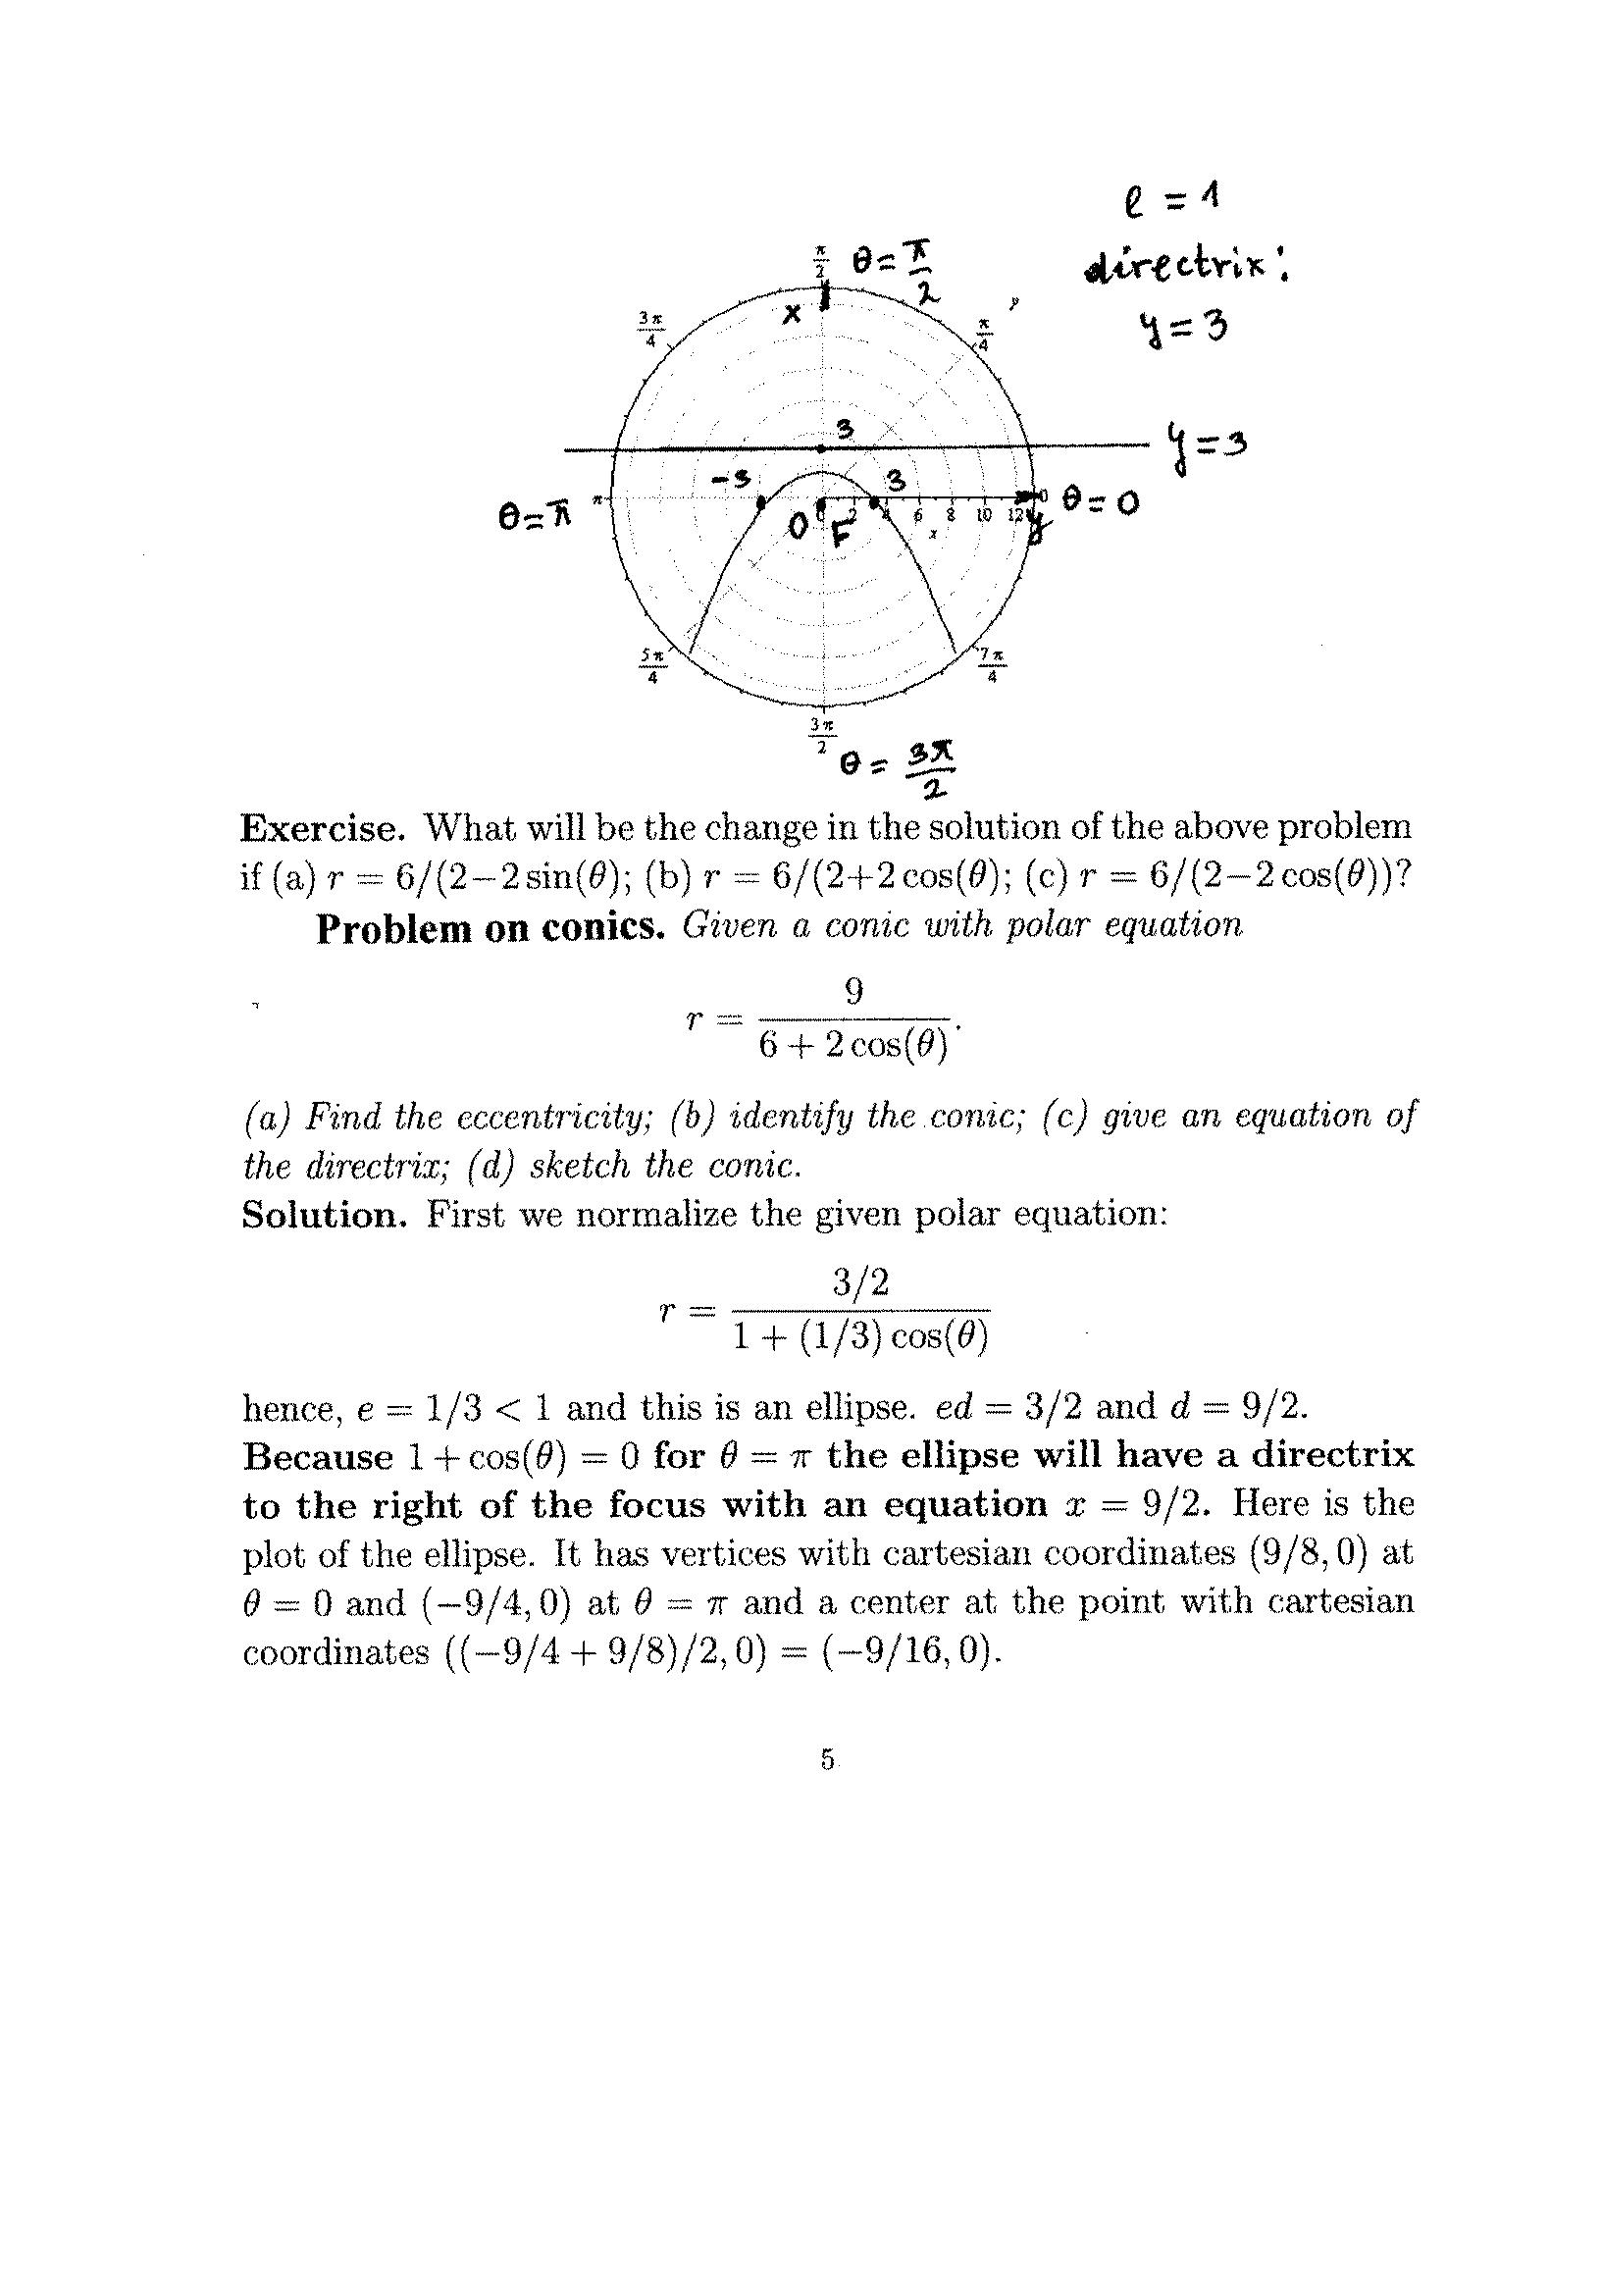 e = 1
directrix:
y = 3
π/2 θ = π/2
x
3π/4 π/4
3
y = 3
-3 3
θ = π π 0 θ = 0
0 2 4 6 8 10 12 y
O F x
5π/4 7π/4
3π/2
θ = 3π/2
Exercise. What will be the change in the solution of the above problem
if (a) r = 6/(2−2 sin(θ); (b) r = 6/(2+2 cos(θ); (c) r = 6/(2−2 cos(θ))?
Problem on conics. Given a conic with polar equation
r = 9/(6 + 2 cos(θ)).
(a) Find the eccentricity; (b) identify the conic; (c) give an equation of
the directrix; (d) sketch the conic.
Solution. First we normalize the given polar equation:
r = (3/2)/(1 + (1/3) cos(θ))
hence, e = 1/3 < 1 and this is an ellipse. ed = 3/2 and d = 9/2.
Because 1 + cos(θ) = 0 for θ = π the ellipse will have a directrix
to the right of the focus with an equation x = 9/2. Here is the
plot of the ellipse. It has vertices with cartesian coordinates (9/8, 0) at
θ = 0 and (−9/4, 0) at θ = π and a center at the point with cartesian
coordinates ((−9/4 + 9/8)/2, 0) = (−9/16, 0).
5